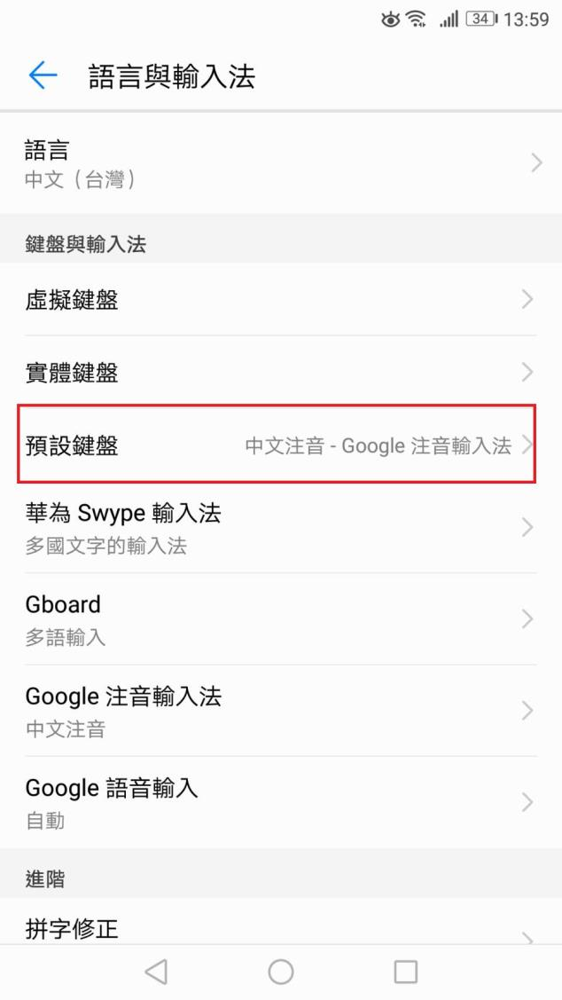 34 13:59
語言與輸入法
語言
中文（台灣）
鍵盤與輸入法
虛擬鍵盤
實體鍵盤
預設鍵盤 中文注音 - Google 注音輸入法
華為 Swype 輸入法
多國文字的輸入法
Gboard
多語輸入
Google 注音輸入法
中文注音
Google 語音輸入
自動
進階
拼字修正